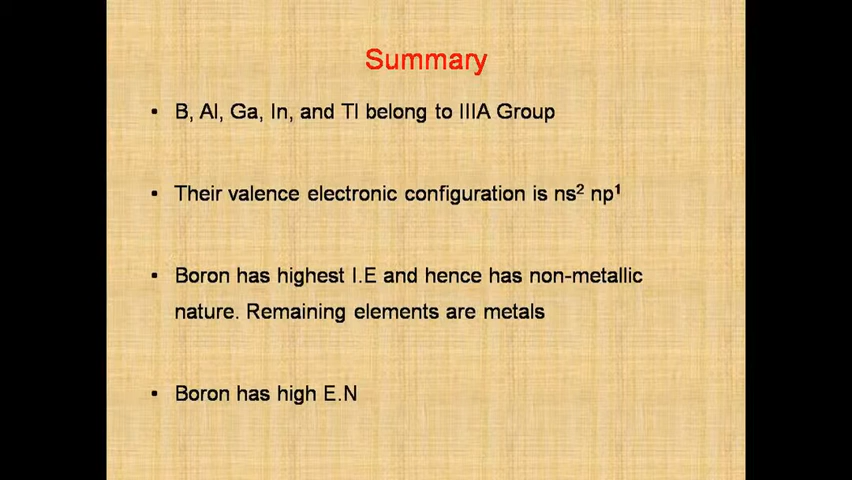 Summary
• B, Al, Ga, In, and Tl belong to IIIA Group
• Their valence electronic configuration is ns² np¹
• Boron has highest I.E and hence has non-metallic
nature. Remaining elements are metals
• Boron has high E.N